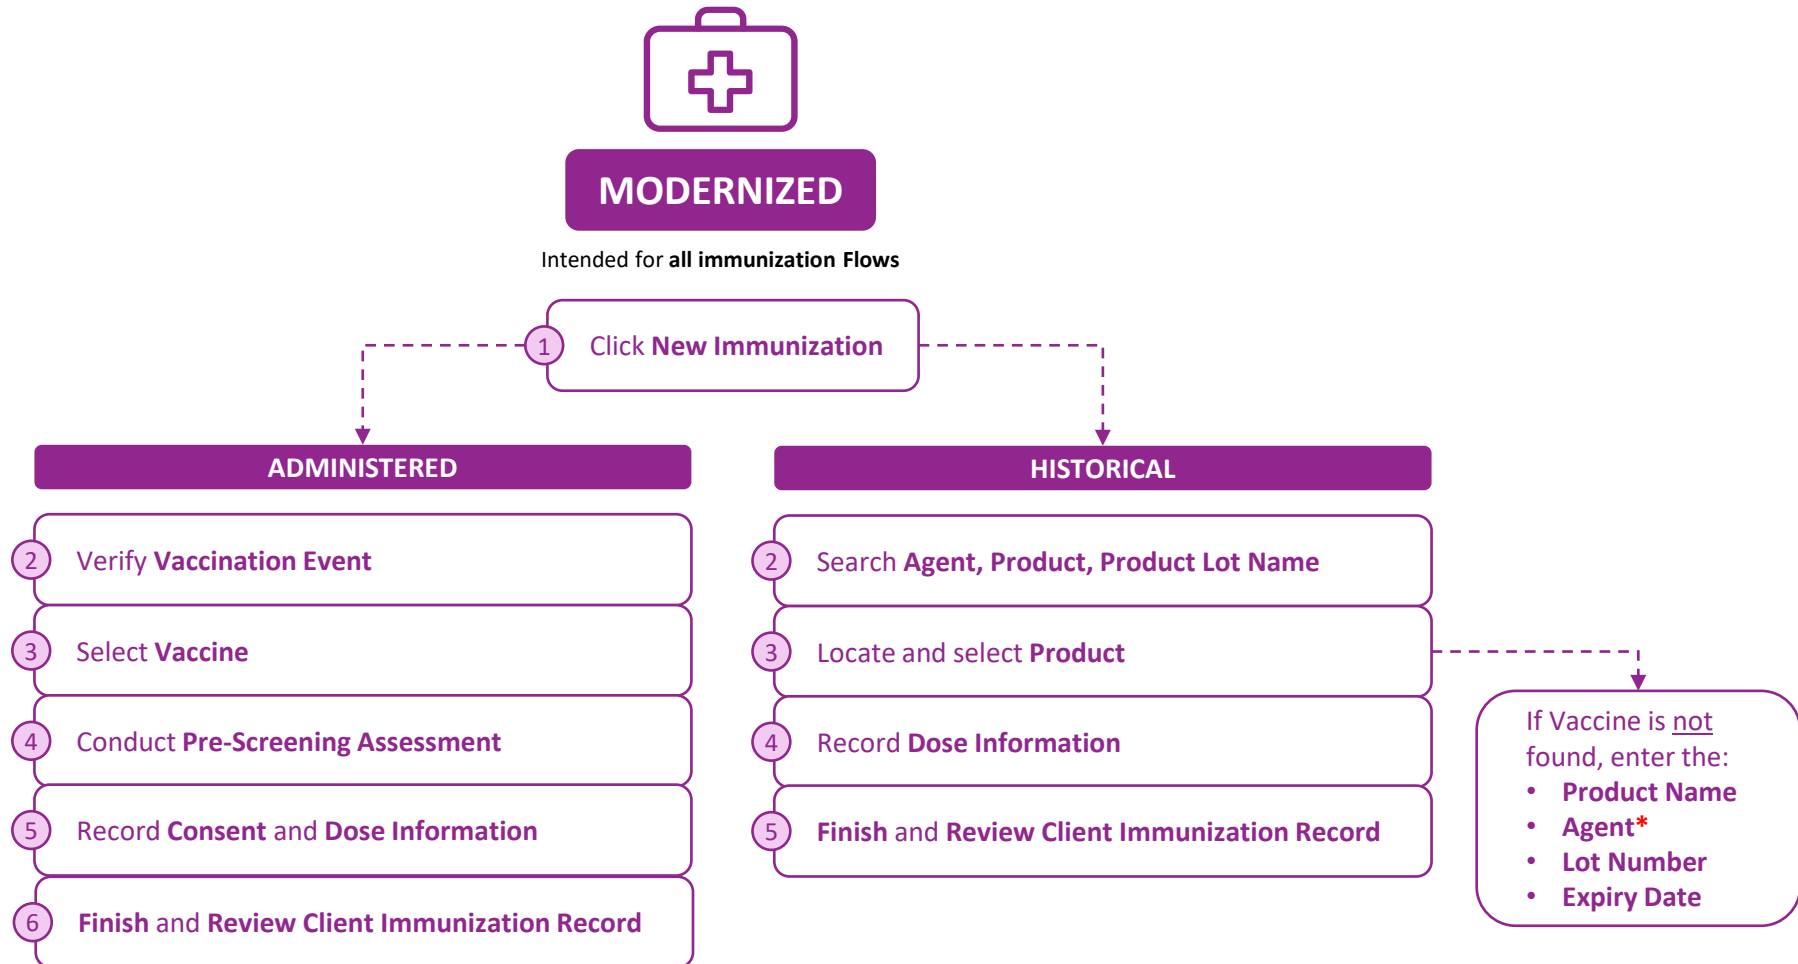 MODERNIZED
Intended for all immunization Flows
1 Click New Immunization
ADMINISTERED
2 Verify Vaccination Event
3 Select Vaccine
4 Conduct Pre-Screening Assessment
5 Record Consent and Dose Information
6 Finish and Review Client Immunization Record
HISTORICAL
2 Search Agent, Product, Product Lot Name
3 Locate and select Product
4 Record Dose Information
5 Finish and Review Client Immunization Record
If Vaccine is not
found, enter the:
• Product Name
• Agent*
• Lot Number
• Expiry Date